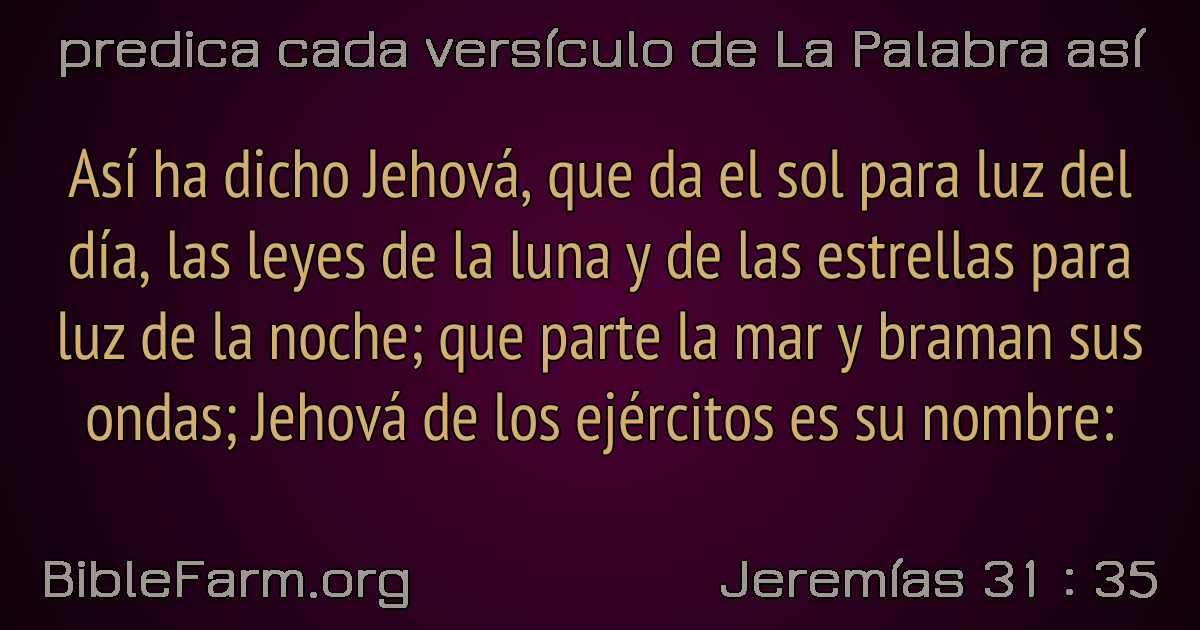 predica cada versículo de La Palabra así
Así ha dicho Jehová, que da el sol para luz del
día, las leyes de la luna y de las estrellas para
luz de la noche; que parte la mar y braman sus
ondas; Jehová de los ejércitos es su nombre:
BibleFarm.org
Jeremías 31 : 35